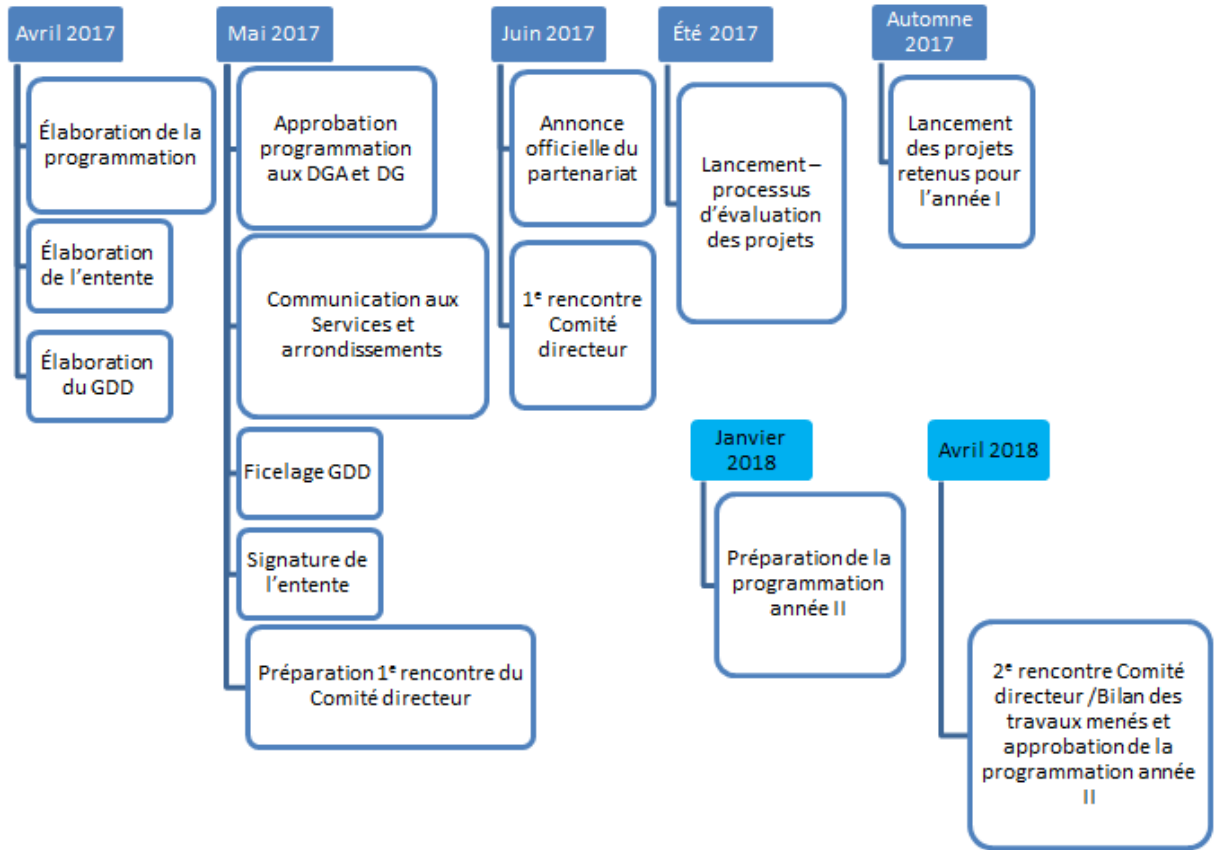 Avril 2017
Élaboration de la
programmation
Élaboration
de l'entente
Élaboration
du GDD
Mai 2017
Approbation
programmation
aux DGA et DG
Communication aux
Services et
arrondissements
Ficelage GDD
Signature de
l'entente
Préparation 1e rencontre du
Comité directeur
Juin 2017
Annonce
officielle du
partenariat
1e rencontre
Comité
directeur
Été 2017
Lancement –
processus
d'évaluation
des projets
Automne
2017
Lancement
des projets
retenus pour
l'année I
Janvier
2018
Préparation de la
programmation
année II
Avril 2018
2e rencontre Comité
directeur /Bilan des
travaux menés et
approbation de la
programmation année
II